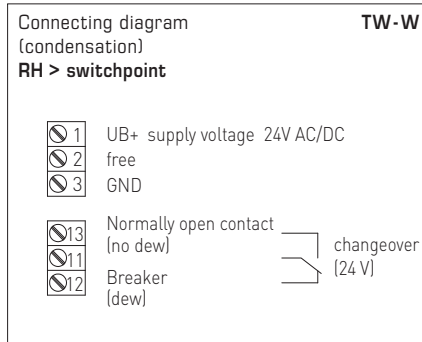 Connecting diagram TW-W
(condensation)
RH > switchpoint
1 UB+ supply voltage 24V AC/DC
2 free
3 GND
13 Normally open contact
(no dew)
11
12 Breaker
(dew)
changeover
(24 V)